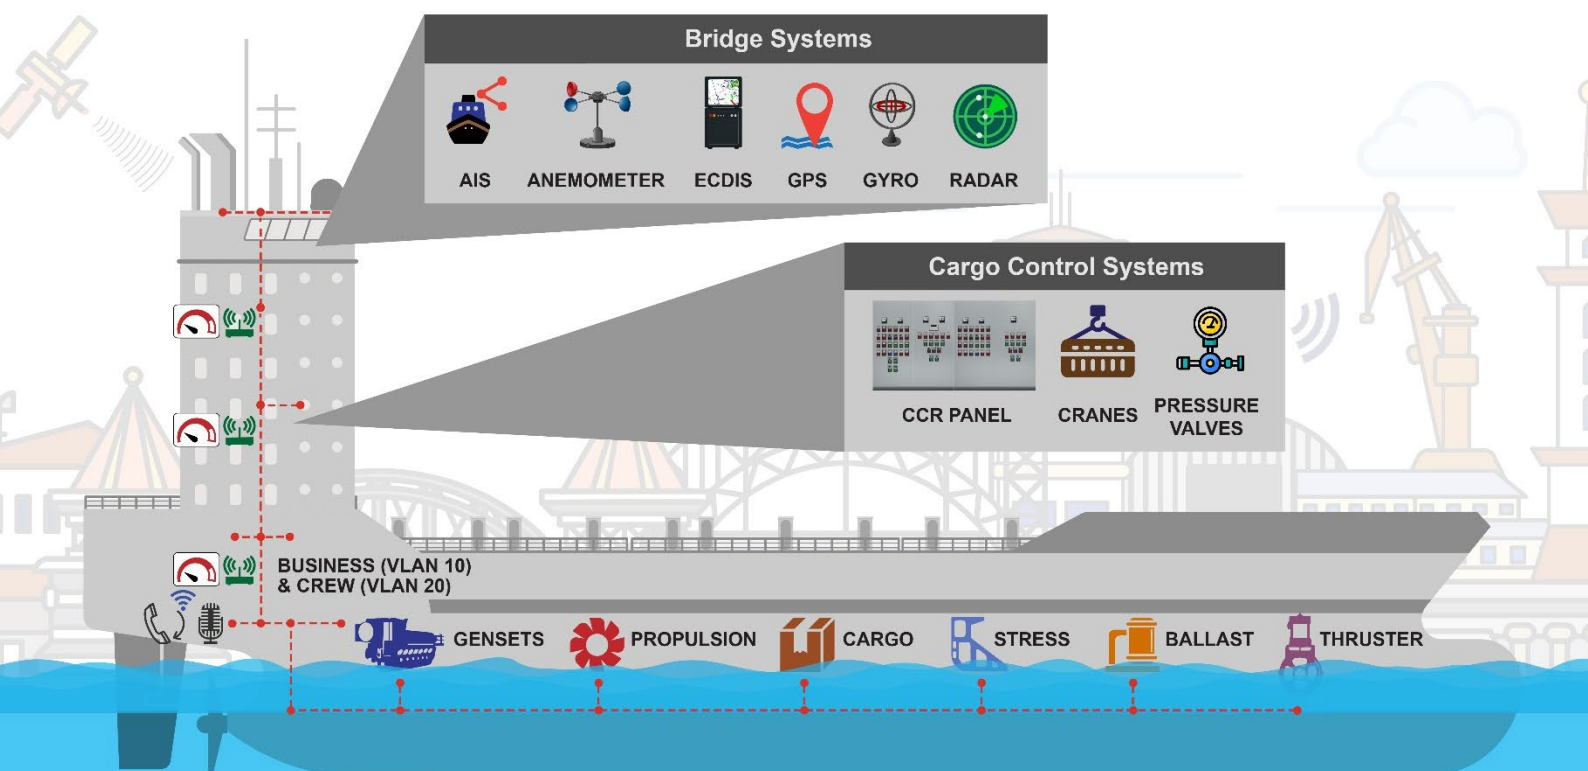 Bridge Systems
AIS
ANEMOMETER
ECDIS
GPS
GYRO
RADAR
Cargo Control Systems
CCR PANEL
CRANES
PRESSURE
VALVES
BUSINESS (VLAN 10)
& CREW (VLAN 20)
GENSETS
PROPULSION
CARGO
STRESS
BALLAST
THRUSTER